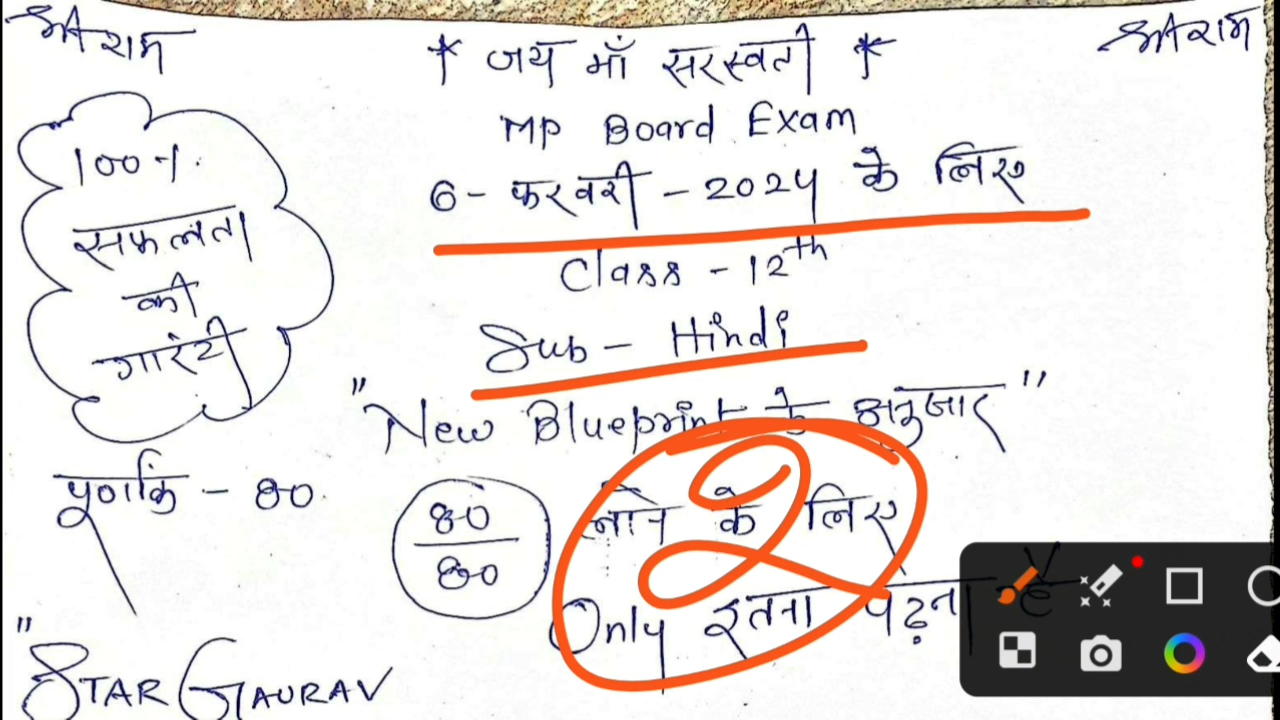 श्री राम
* जय माँ सरस्वती *
श्री राम
MP Board Exam
6 - फरवरी - 2024 के लिए
Class - 12th
Sub - Hindi
"New Blueprint के अनुसार"
100%
सफलता
की
गारंटी
पूर्णांक - 80
80
80
लाने के लिए
2
Only इतना पढ़ना है
"STAR GAURAV